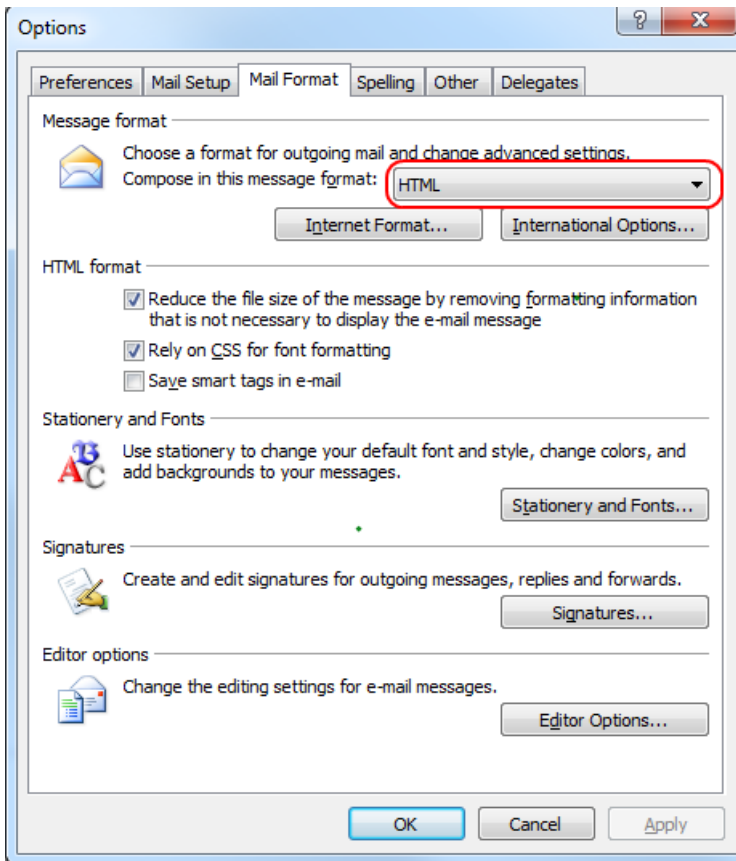 Options
Preferences
Mail Setup
Mail Format
Spelling
Other
Delegates
Message format
Choose a format for outgoing mail and change advanced settings.
Compose in this message format:
HTML
Internet Format...
International Options...
HTML format
Reduce the file size of the message by removing formatting information
that is not necessary to display the e-mail message
Rely on CSS for font formatting
Save smart tags in e-mail
Stationery and Fonts
Use stationery to change your default font and style, change colors, and
add backgrounds to your messages.
Stationery and Fonts...
Signatures
Create and edit signatures for outgoing messages, replies and forwards.
Signatures...
Editor options
Change the editing settings for e-mail messages.
Editor Options...
OK
Cancel
Apply